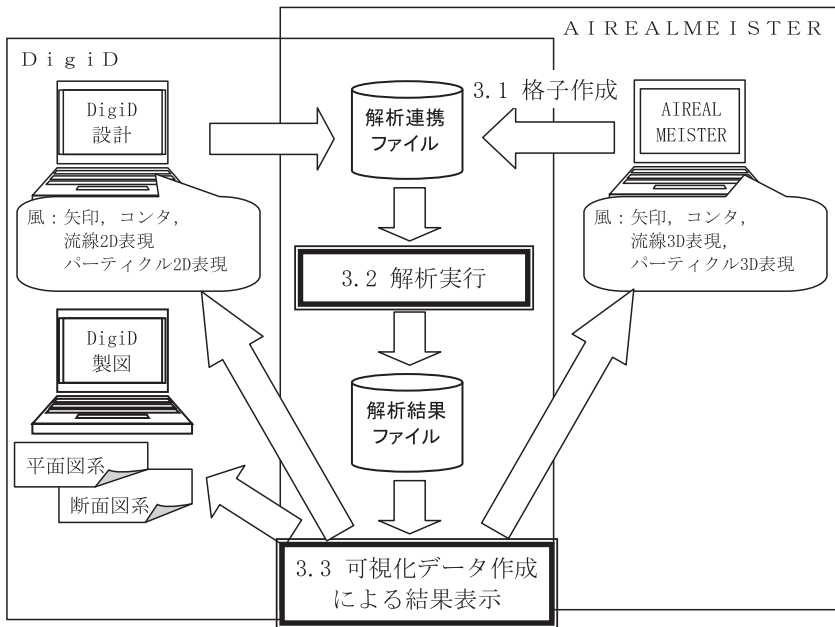 ＡＩＲＥＡＬＭＥＩＳＴＥＲ
ＤｉｇｉＤ
DigiD
設計
解析連携
ファイル
3.1 格子作成
AIREAL
MEISTER
風：矢印，コンタ，
流線2D表現
パーティクル2D表現
風：矢印，コンタ，
流線3D表現，
パーティクル3D表現
3.2 解析実行
DigiD
製図
解析結果
ファイル
平面図系
断面図系
3.3 可視化データ作成
による結果表示